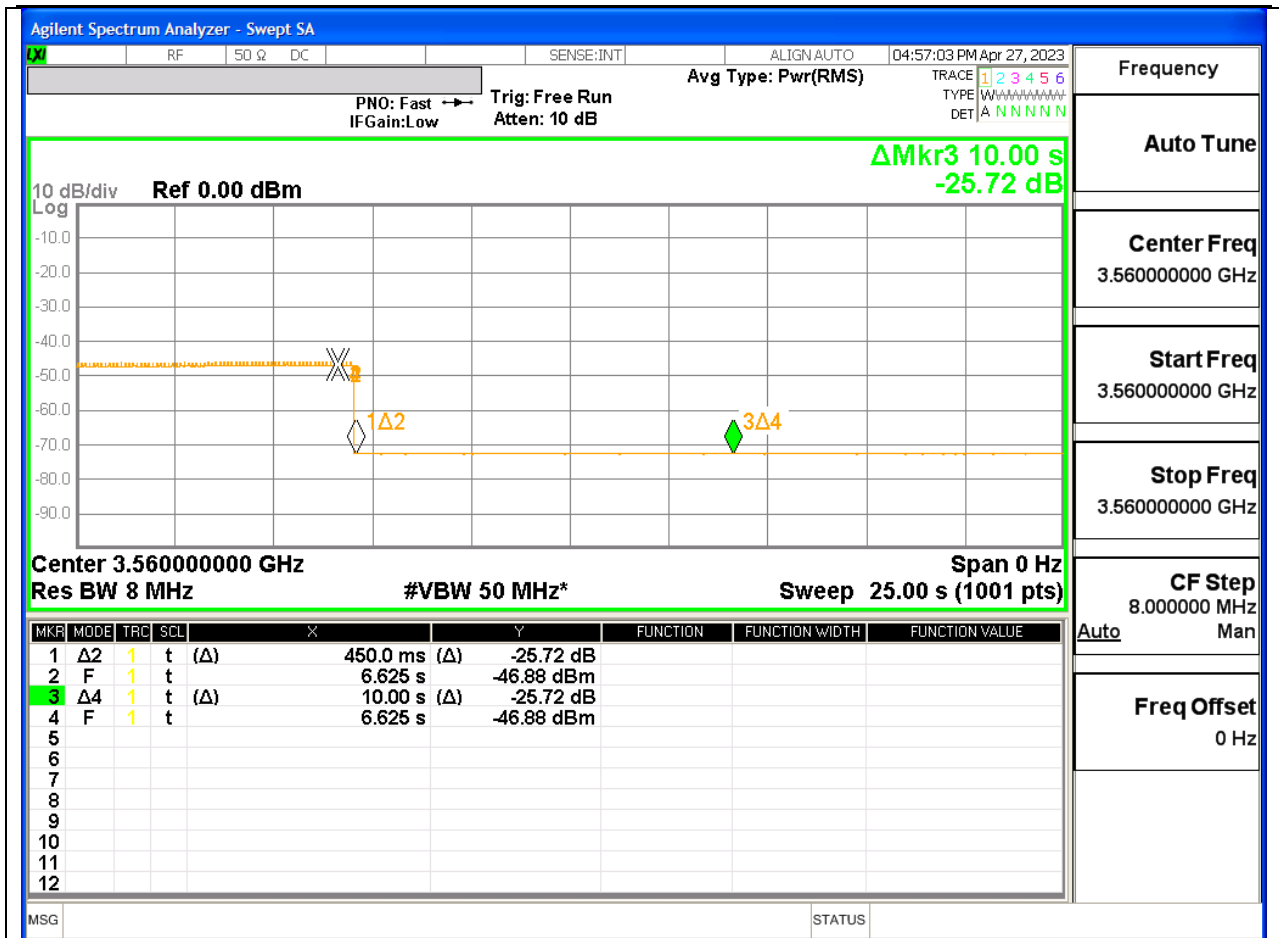 Agilent Spectrum Analyzer - Swept SA
LXI RF 50 Ω DC SENSE:INT ALIGN AUTO 04:57:03 PM Apr 27, 2023
PNO: Fast
IFGain:Low
Trig: Free Run
Atten: 10 dB
Avg Type: Pwr(RMS)
TRACE 1 2 3 4 5 6
TYPE WWWWWW
DET A N N N N N
ΔMkr3 10.00 s
-25.72 dB
10 dB/div Ref 0.00 dBm
Log
-10.0
-20.0
-30.0
-40.0
-50.0
-60.0
-70.0
-80.0
-90.0
1Δ2
3Δ4
Center 3.560000000 GHz Span 0 Hz
Res BW 8 MHz #VBW 50 MHz* Sweep 25.00 s (1001 pts)
MKR MODE TRC SCL X Y FUNCTION FUNCTION WIDTH FUNCTION VALUE
1 Δ2 1 t (Δ) 450.0 ms (Δ) -25.72 dB
2 F 1 t 6.625 s -46.88 dBm
3 Δ4 1 t (Δ) 10.00 s (Δ) -25.72 dB
4 F 1 t 6.625 s -46.88 dBm
5
6
7
8
9
10
11
12
MSG STATUS
Frequency
Auto Tune
Center Freq
3.560000000 GHz
Start Freq
3.560000000 GHz
Stop Freq
3.560000000 GHz
CF Step
8.000000 MHz
Auto Man
Freq Offset
0 Hz